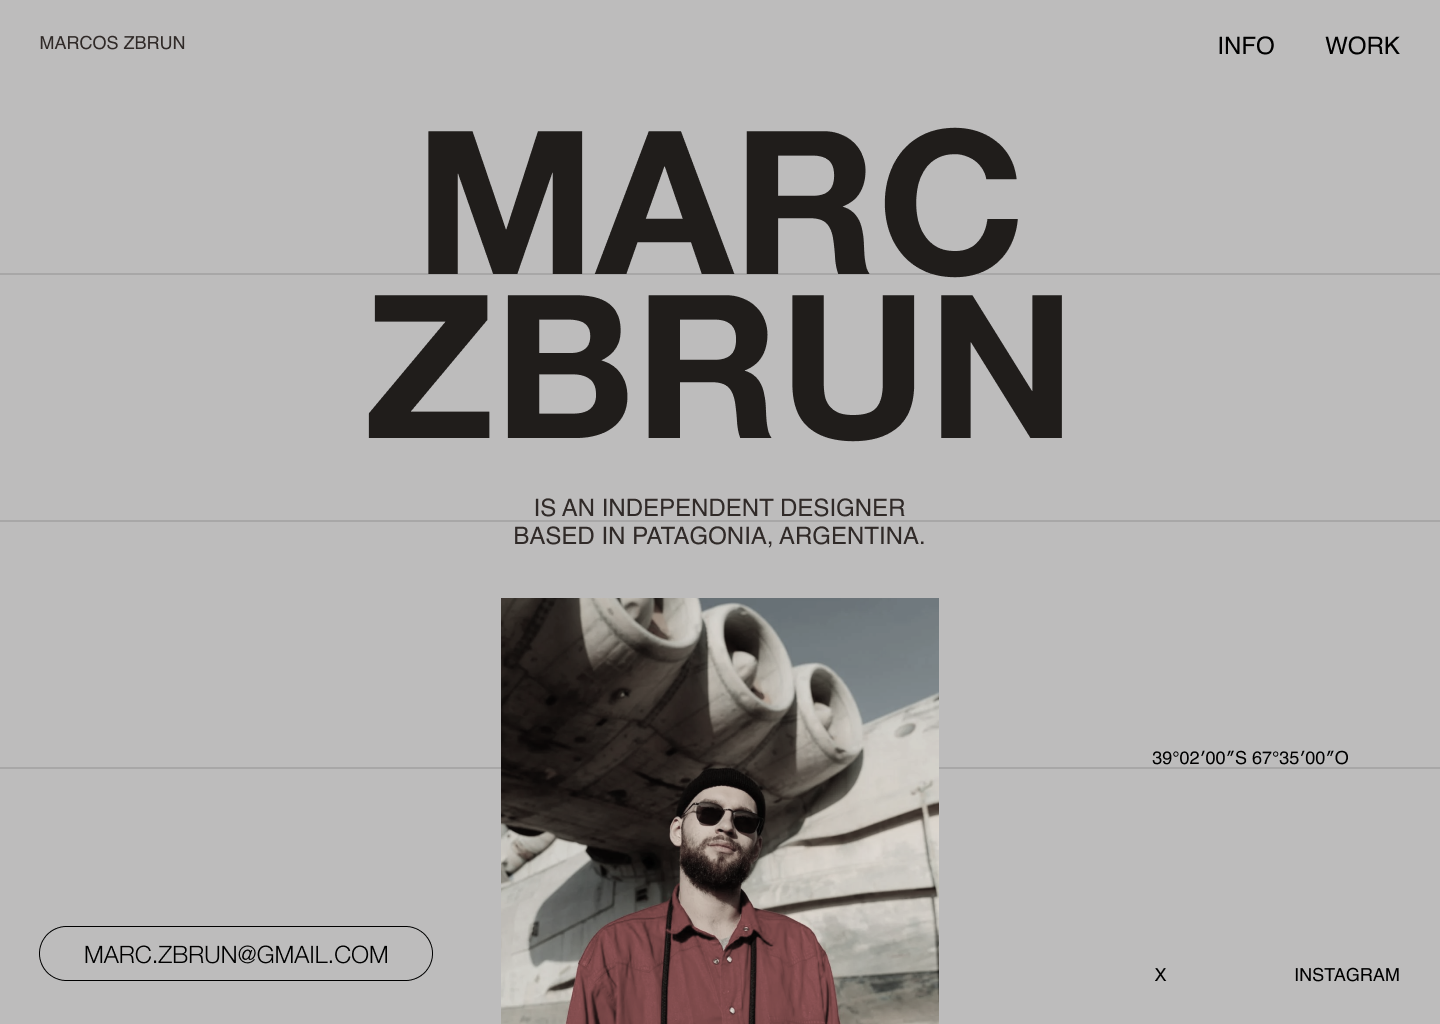 MARCOS ZBRUN
INFO
WORK
MARC
ZBRUN
IS AN INDEPENDENT DESIGNER
BASED IN PATAGONIA, ARGENTINA.
39°02′00″S 67°35′00″O
MARC.ZBRUN@GMAIL.COM
X
INSTAGRAM